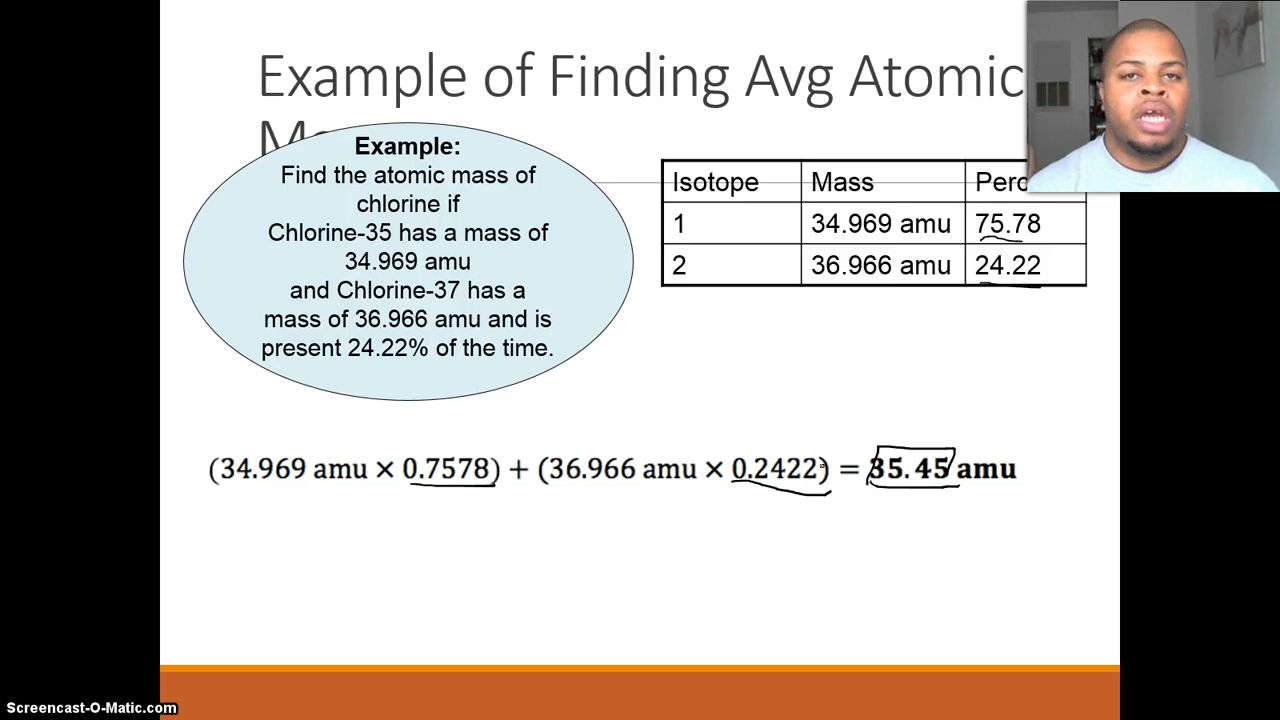 Example of Finding Avg Atomic
Example:
Find the atomic mass of
chlorine if
Chlorine-35 has a mass of
34.969 amu
and Chlorine-37 has a
mass of 36.966 amu and is
present 24.22% of the time.
Isotope Mass
1 34.969 amu 75.78
2 36.966 amu 24.22
(34.969 amu × 0.7578) + (36.966 amu × 0.2422) = 35.45 amu
Screencast-O-Matic.com